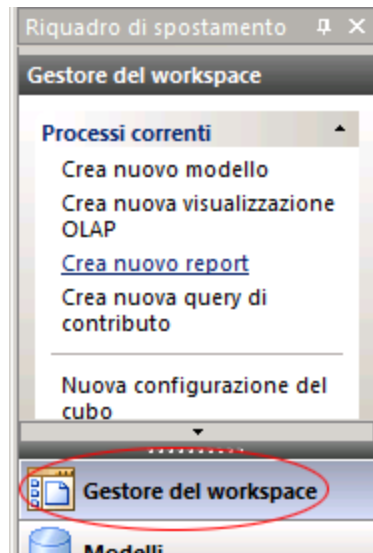 Riquadro di spostamento
Gestore del workspace
Processi correnti
Crea nuovo modello
Crea nuova visualizzazione
OLAP
Crea nuovo report
Crea nuova query di
contributo
Nuova configurazione del
cubo
Gestore del workspace
Modelli